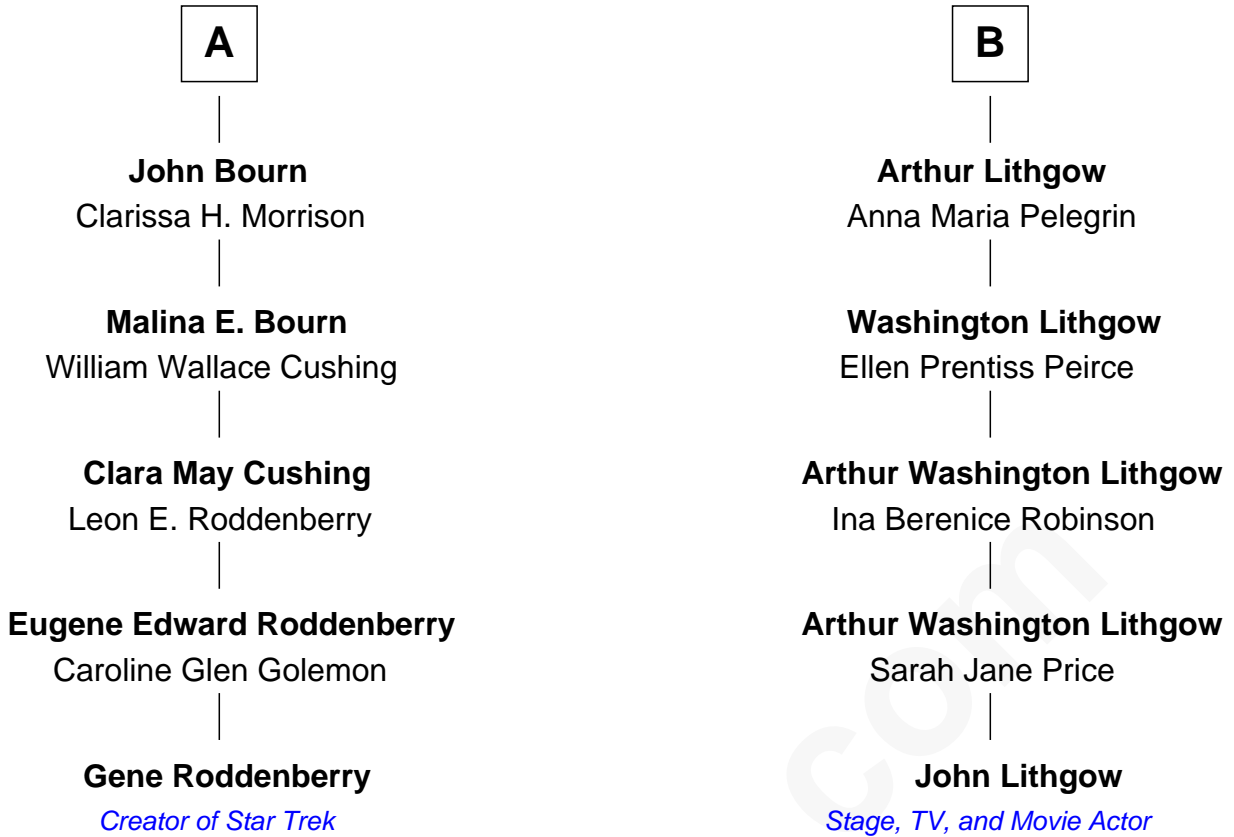 A
John Bourn
Clarissa H. Morrison
Malina E. Bourn
William Wallace Cushing
Clara May Cushing
Leon E. Roddenberry
Eugene Edward Roddenberry
Caroline Glen Golemon
Gene Roddenberry
Creator of Star Trek
B
Arthur Lithgow
Anna Maria Pelegrin
Washington Lithgow
Ellen Prentiss Peirce
Arthur Washington Lithgow
Ina Berenice Robinson
Arthur Washington Lithgow
Sarah Jane Price
John Lithgow
Stage, TV, and Movie Actor
com